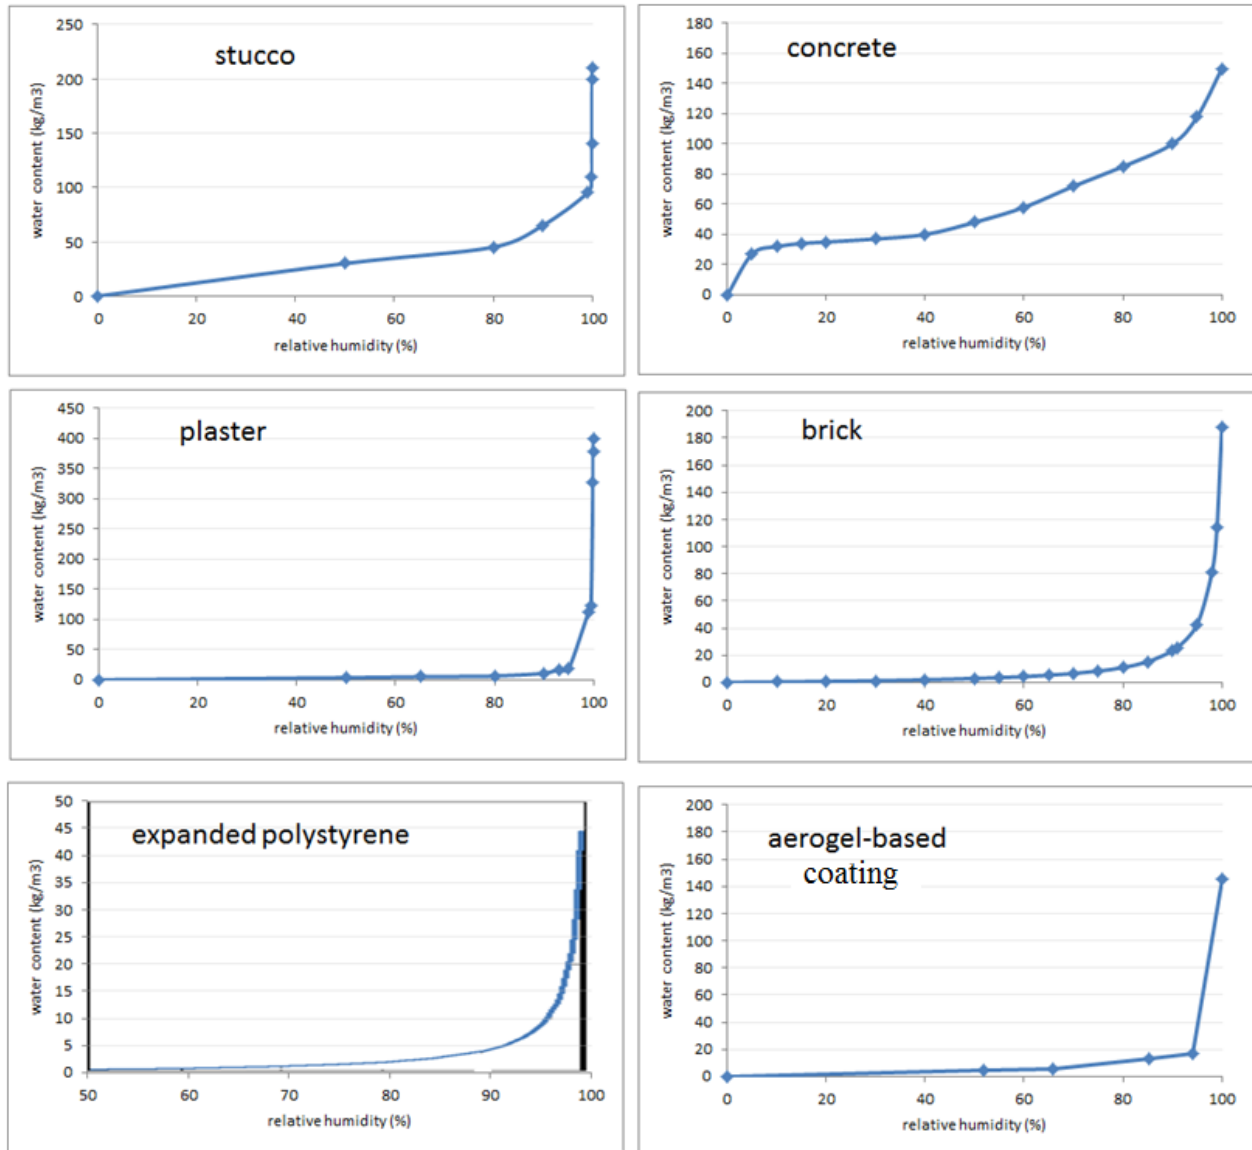 stucco
water content (kg/m3)
250
200
150
100
50
0
0 20 40 60 80 100
relative humidity (%)
concrete
water content (kg/m3)
180
160
140
120
100
80
60
40
20
0
0 20 40 60 80 100
relative humidity (%)
plaster
water content (kg/m3)
450
400
350
300
250
200
150
100
50
0
0 20 40 60 80 100
relative humidity (%)
brick
water content (kg/m3)
200
180
160
140
120
100
80
60
40
20
0
0 20 40 60 80 100
relative humidity (%)
expanded polystyrene
water content (kg/m3)
50
45
40
35
30
25
20
15
10
5
0
50 60 70 80 90 100
relative humidity (%)
aerogel-based
coating
water content (kg/m3)
200
180
160
140
120
100
80
60
40
20
0
0 20 40 60 80 100
relative humidity (%)